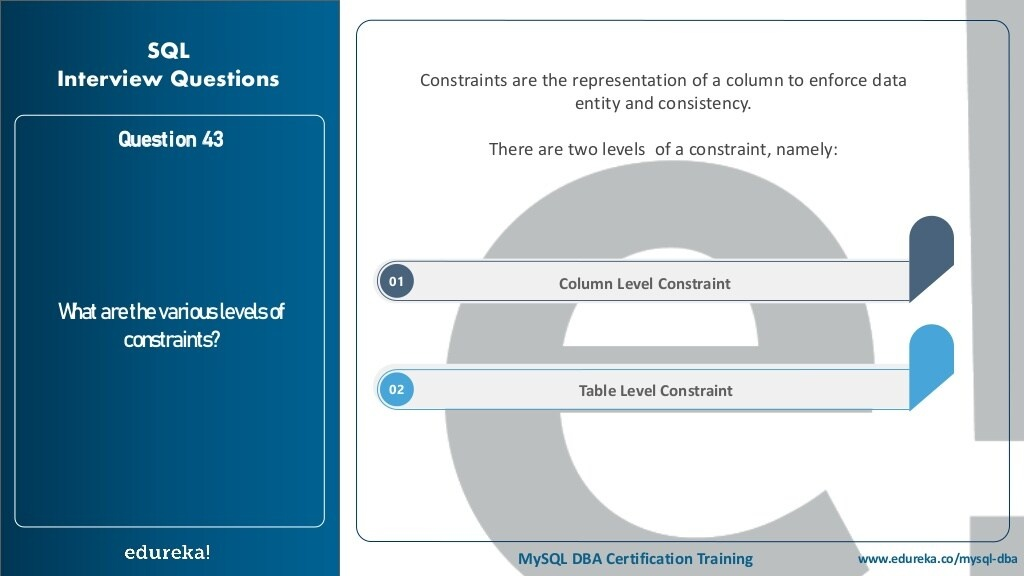 SQL
Interview Questions
Question 43
What are the various levels of
constraints?
edureka!
Constraints are the representation of a column to enforce data
entity and consistency.
There are two levels of a constraint, namely:
01
Column Level Constraint
02
Table Level Constraint
MySQL DBA Certification Training
www.edureka.co/mysql-dba